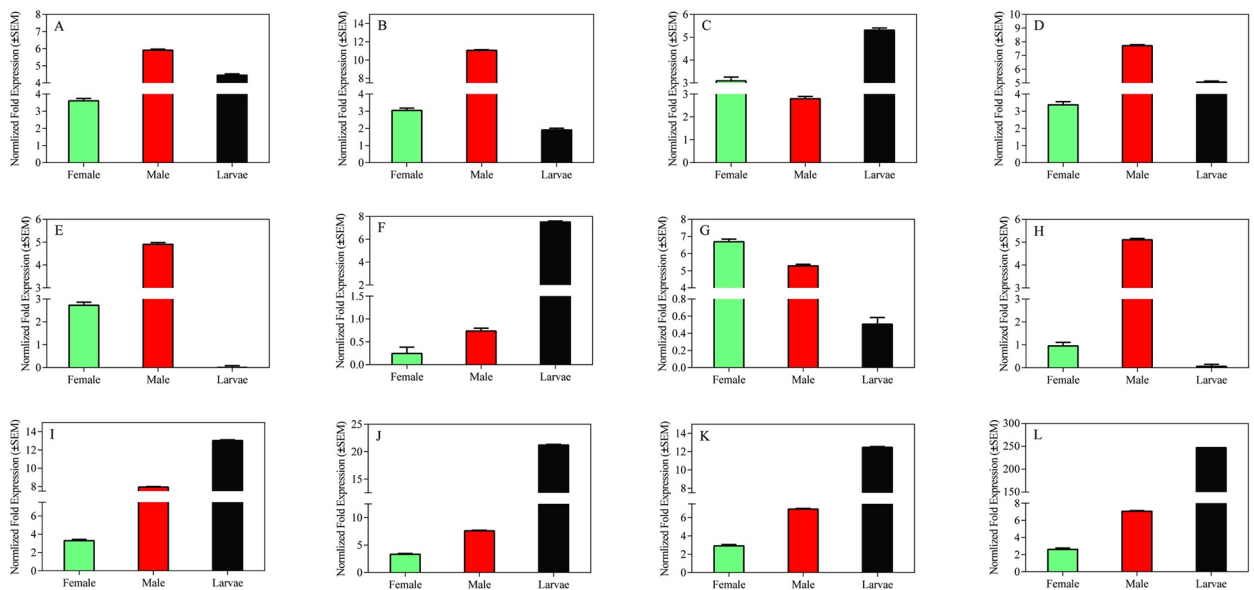 A
Normlized Fold Expression (±SEM)
8
7
6
5
4
4
3
2
1
0
Female Male Larvae
B
Normlized Fold Expression (±SEM)
14
12
10
8
6
4
3
2
1
0
Female Male Larvae
C
Normlized Fold Expression (±SEM)
6
5
4
3
3
2
1
0
Female Male Larvae
D
Normlized Fold Expression (±SEM)
10
9
8
7
6
5
4
3
2
1
0
Female Male Larvae
E
Normlized Fold Expression (±SEM)
6
5
4
3
3
2
1
0
Female Male Larvae
F
Normlized Fold Expression (±SEM)
8
6
4
2
1.5
1.0
0.5
0.0
Female Male Larvae
G
Normlized Fold Expression (±SEM)
8
7
6
5
4
0.8
0.6
0.4
0.2
0.0
Female Male Larvae
H
Normlized Fold Expression (±SEM)
6
5
4
3
3
2
1
0
Female Male Larvae
I
Normlized Fold Expression (±SEM)
14
12
10
8
6
4
2
0
Female Male Larvae
J
Normlized Fold Expression (±SEM)
25
20
15
10
5
0
Female Male Larvae
K
Normlized Fold Expression (±SEM)
14
12
10
8
6
4
2
0
Female Male Larvae
L
Normlized Fold Expression (±SEM)
300
250
200
150
8
6
4
2
0
Female Male Larvae